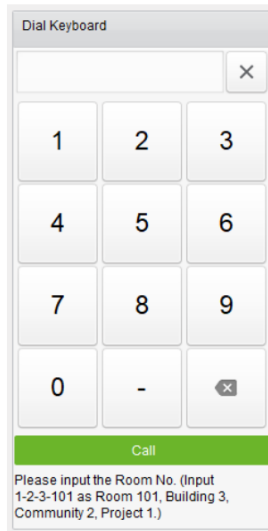 Dial Keyboard
1 2 3
4 5 6
7 8 9
0 -
Call
Please input the Room No. (Input
1-2-3-101 as Room 101, Building 3,
Community 2, Project 1.)